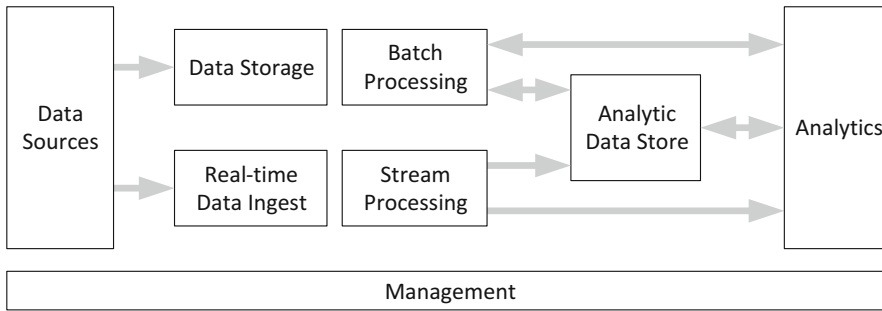 Data
Sources
Data Storage
Real-time
Data Ingest
Batch
Processing
Stream
Processing
Analytic
Data Store
Analytics
Management